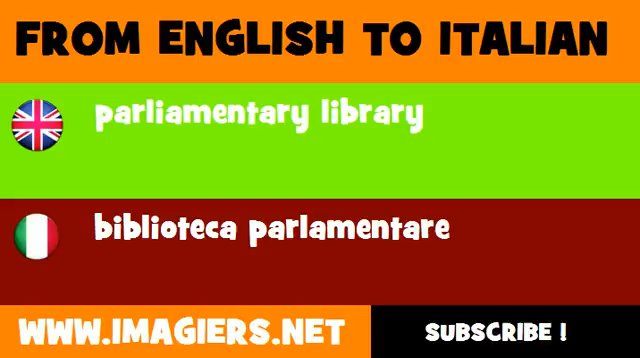 FROM ENGLISH TO ITALIAN
parliamentary library
biblioteca parlamentare
WWW.IMAGIERS.NET
SUBSCRIBE !